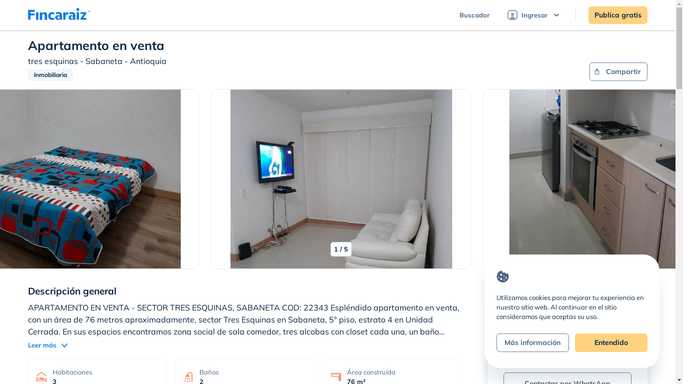 Fincaraiz
Buscador
Ingresar
Publica gratis
Apartamento en venta
tres esquinas - Sabaneta - Antioquia
Inmobiliaria
Compartir
1 / 5
Descripción general
APARTAMENTO EN VENTA - SECTOR TRES ESQUINAS, SABANETA COD: 22343 Espléndido apartamento en venta,
con un área de 76 metros aproximadamente, sector Tres Esquinas en Sabaneta, 5° piso, estrato 4 en Unidad
Cerrada. En sus espacios encontramos zona social de sala comedor, tres alcobas con closet cada una, un baño...
Leer más
Habitaciones
3
Baños
2
Área construida
76 m²
Utilizamos cookies para mejorar tu experiencia en
nuestro sitio web. Al continuar en el sitio
consideramos que aceptas su uso.
Más información
Entendido
Contactar por WhatsApp